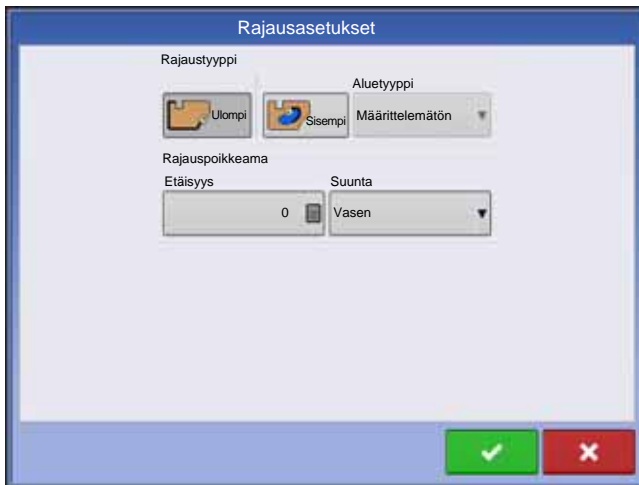 Rajausasetukset
Rajaustyyppi
Aluetyyppi
Ulompi
Sisempi
Määrittelemätön
Rajauspoikkeama
Etäisyys
Suunta
0
Vasen